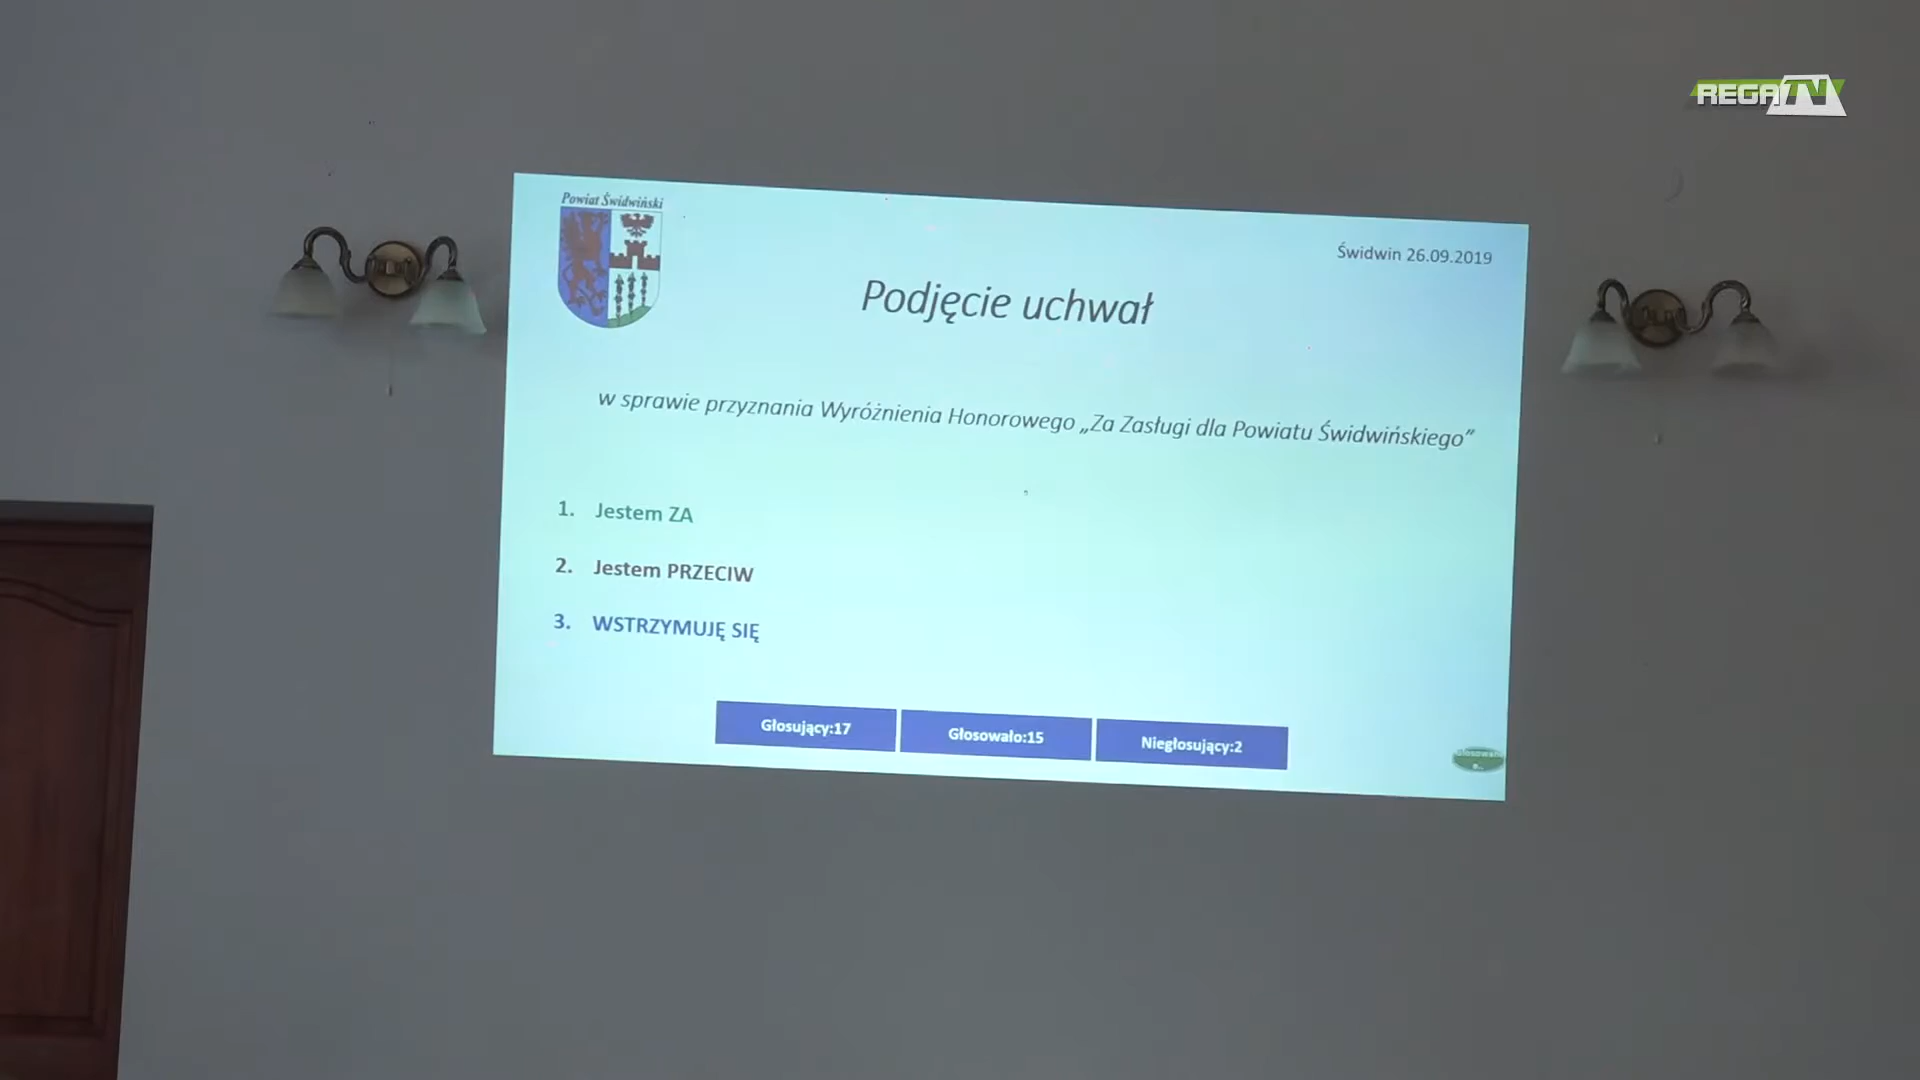 REGA TV
Powiat Świdwiński
Świdwin 26.09.2019
Podjęcie uchwał
w sprawie przyznania Wyróżnienia Honorowego „Za Zasługi dla Powiatu Świdwińskiego”
1. Jestem ZA
2. Jestem PRZECIW
3. WSTRZYMUJĘ SIĘ
Głosujący:17
Głosowało:15
Niegłosujący:2